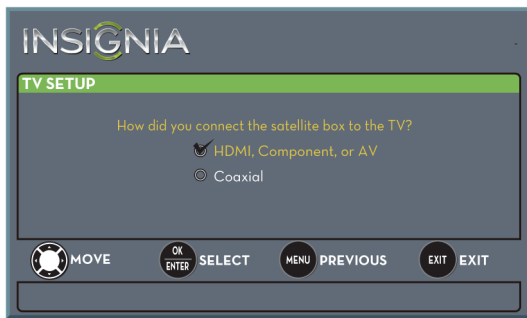 INSIGNIA
TV SETUP
How did you connect the satellite box to the TV?
HDMI, Component, or AV
Coaxial
MOVE OK ENTER SELECT MENU PREVIOUS EXIT EXIT